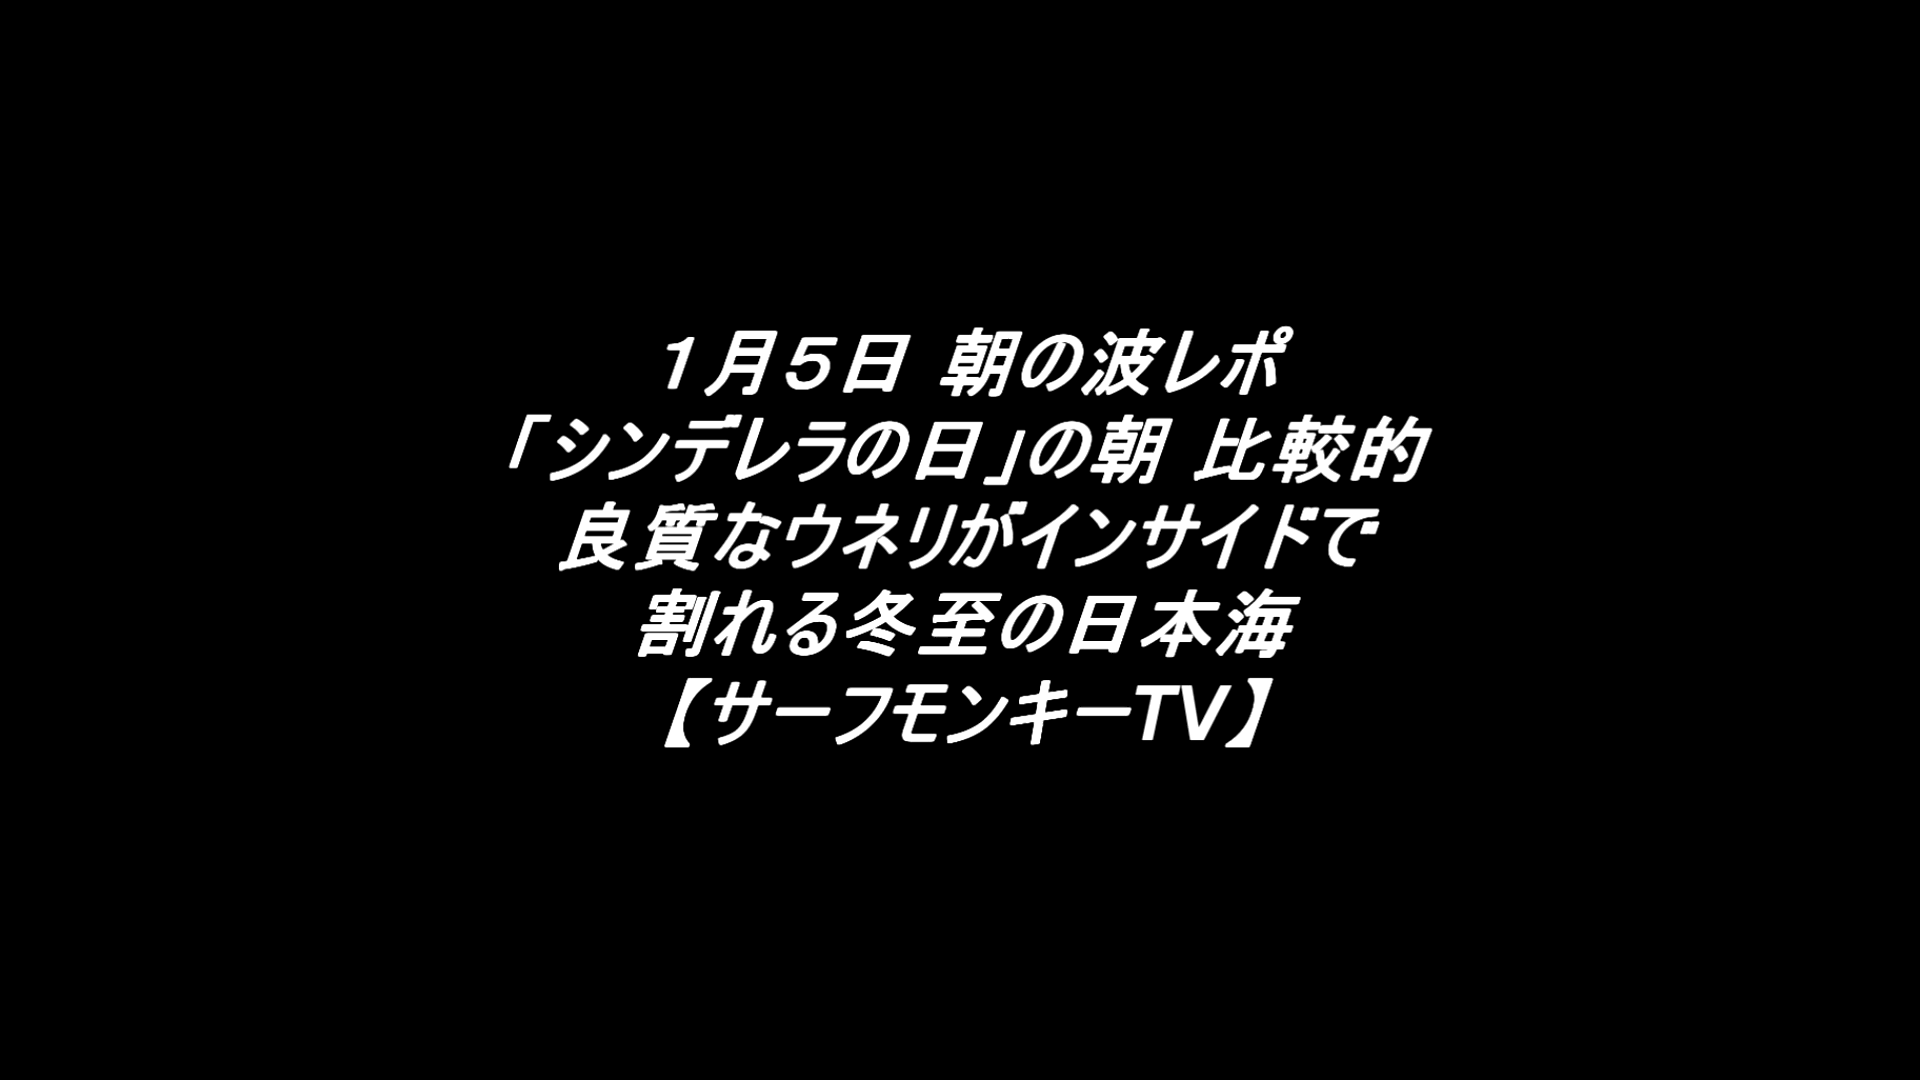 １月５日 朝の波レポ
「シンデレラの日」の朝 比較的
良質なウネリがインサイドで
割れる冬至の日本海
【サーフモンキーTV】